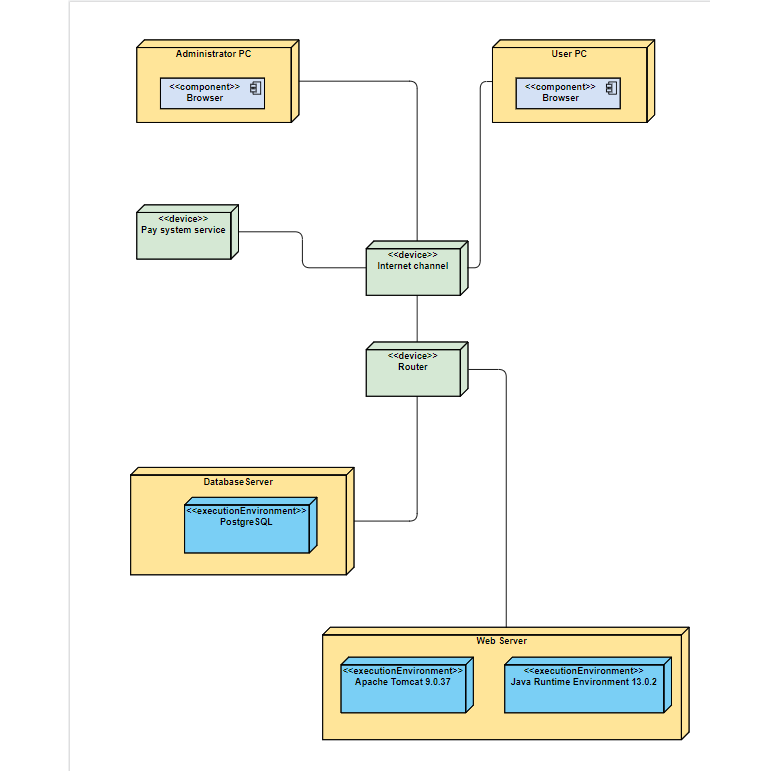 Administrator PC
<<component>>
Browser
User PC
<<component>>
Browser
<<device>>
Pay system service
<<device>>
Internet channel
<<device>>
Router
DatabaseServer
<<executionEnvironment>>
PostgreSQL
Web Server
<<executionEnvironment>>
Apache Tomcat 9.0.37
<<executionEnvironment>>
Java Runtime Environment 13.0.2